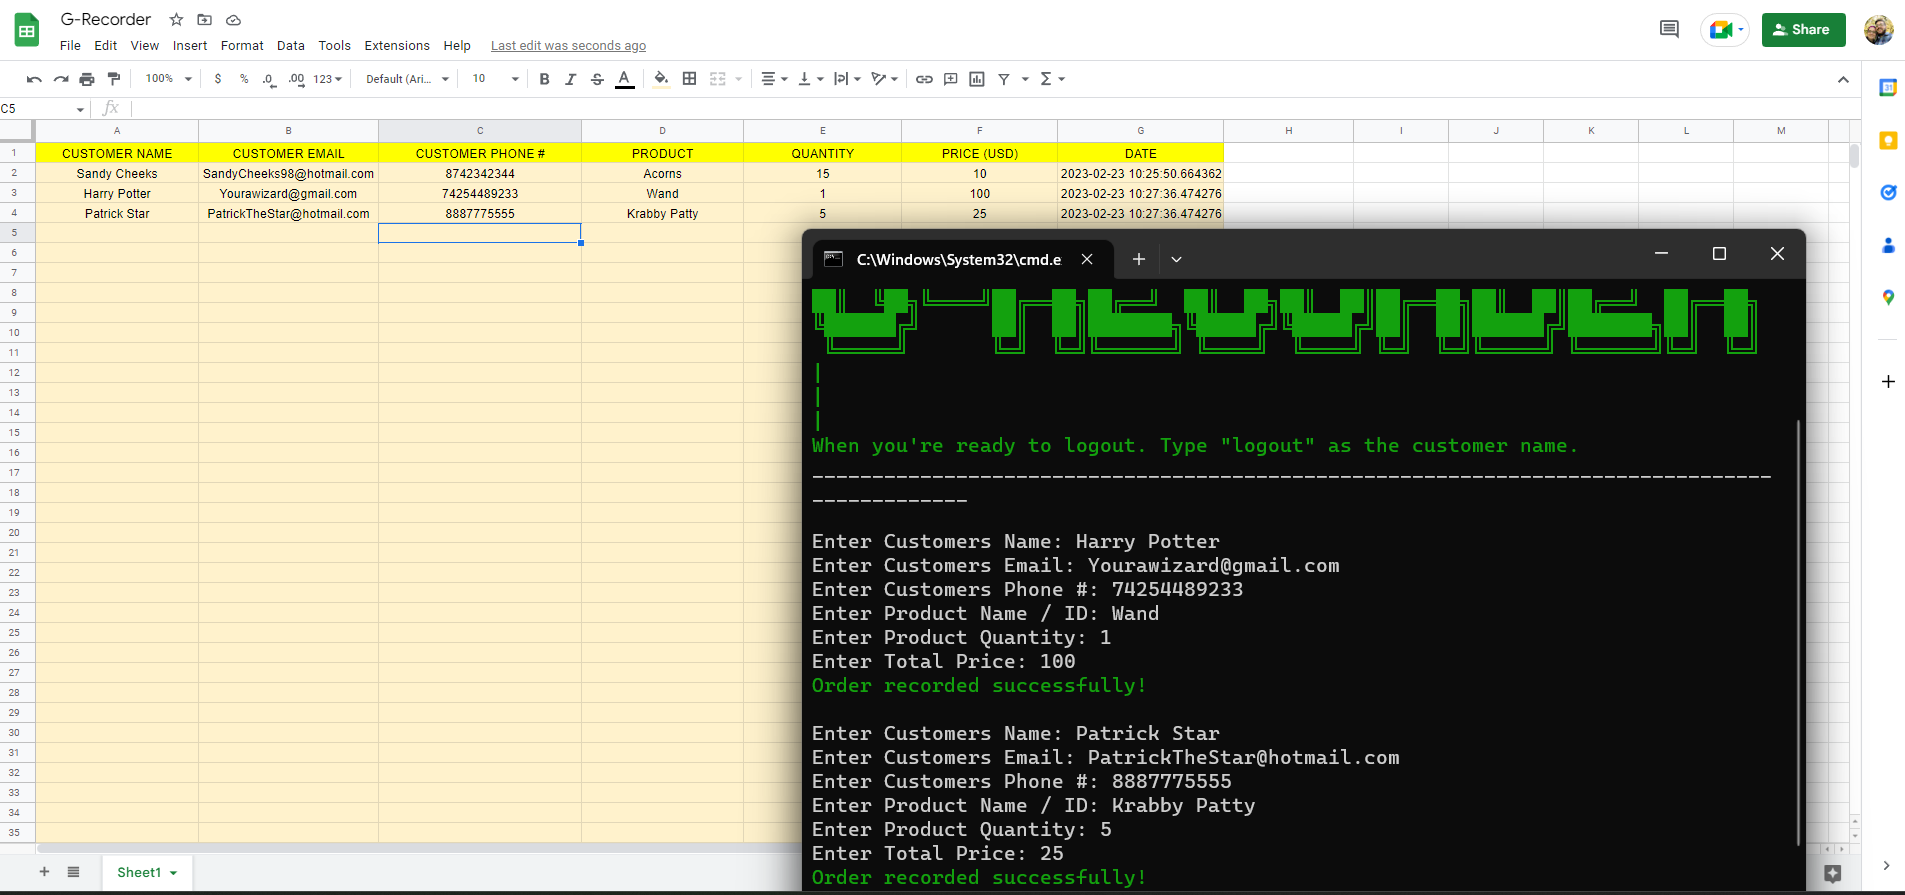 G-Recorder
File Edit View Insert Format Data Tools Extensions Help Last edit was seconds ago
Share
100% $ % .0 .00 123 Default (Ari... 10 B I S A
C5 fx
A B C D E F G H I J K L M
1 CUSTOMER NAME CUSTOMER EMAIL CUSTOMER PHONE # PRODUCT QUANTITY PRICE (USD) DATE
2 Sandy Cheeks SandyCheeks98@hotmail.com 8742342344 Acorns 15 10 2023-02-23 10:25:50.664362
3 Harry Potter Yourawizard@gmail.com 74254489233 Wand 1 100 2023-02-23 10:27:36.474276
4 Patrick Star PatrickTheStar@hotmail.com 8887775555 Krabby Patty 5 25 2023-02-23 10:27:36.474276
5
6
7
8
9
10
11
12
13
14
15
16
17
18
19
20
21
22
23
24
25
26
27
28
29
30
31
32
33
34
35
Sheet1
31
C:\Windows\System32\cmd.e
|
|
|
When you're ready to logout. Type "logout" as the customer name.
--------------------------------------------------------------------------------
-------------
Enter Customers Name: Harry Potter
Enter Customers Email: Yourawizard@gmail.com
Enter Customers Phone #: 74254489233
Enter Product Name / ID: Wand
Enter Product Quantity: 1
Enter Total Price: 100
Order recorded successfully!
Enter Customers Name: Patrick Star
Enter Customers Email: PatrickTheStar@hotmail.com
Enter Customers Phone #: 8887775555
Enter Product Name / ID: Krabby Patty
Enter Product Quantity: 5
Enter Total Price: 25
Order recorded successfully!